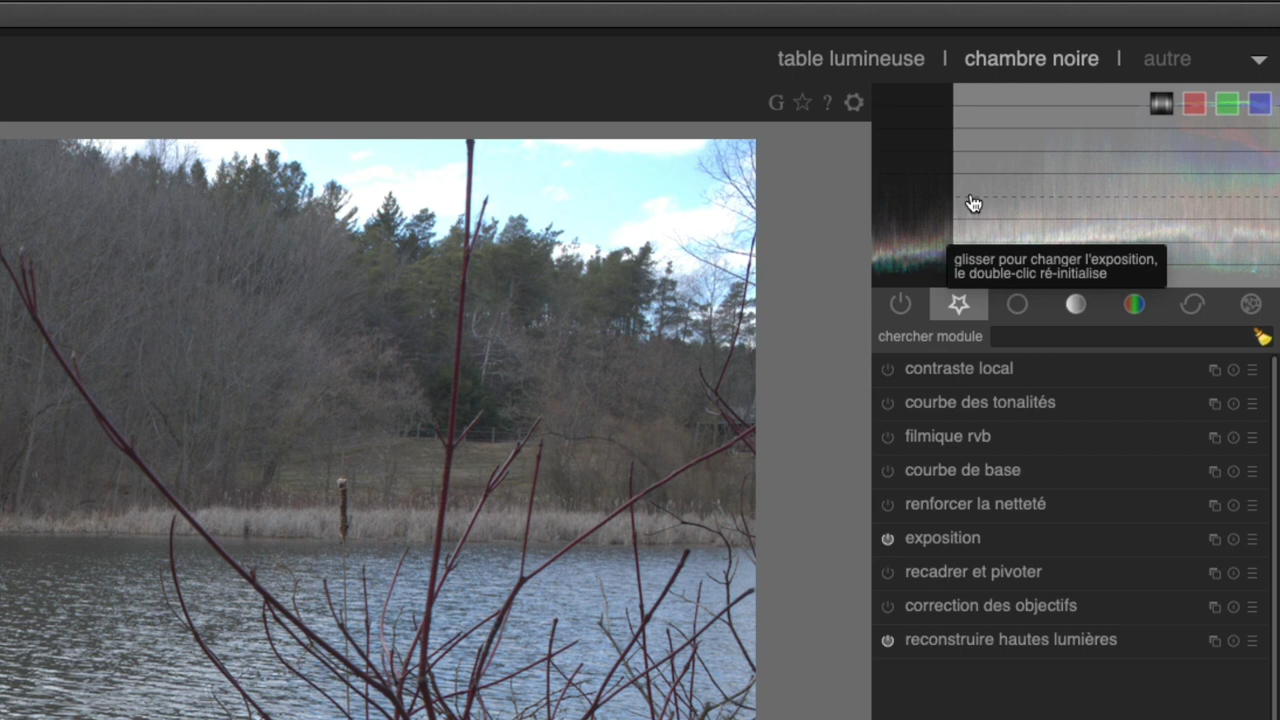 table lumineuse | chambre noire | autre
G ☆ ?
glisser pour changer l'exposition,
le double-clic ré-initialise
chercher module
contraste local
courbe des tonalités
filmique rvb
courbe de base
renforcer la netteté
exposition
recadrer et pivoter
correction des objectifs
reconstruire hautes lumières